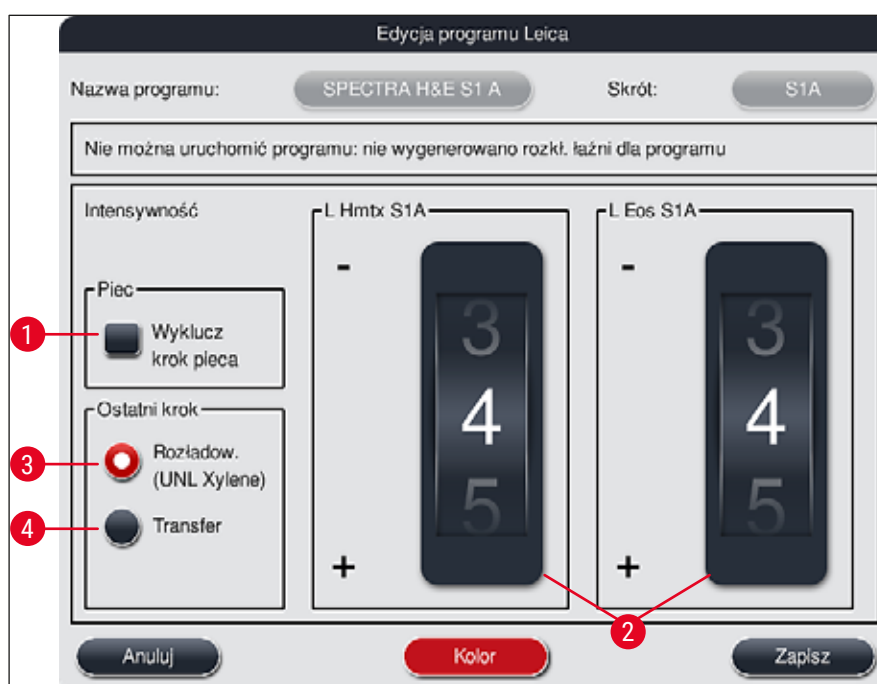 Edycja programu Leica
Nazwa programu: SPECTRA H&E S1 A Skrót: S1A
Nie można uruchomić programu: nie wygenerowano rozkł. łaźni dla programu
Intensywność
L Hmtx S1A
L Eos S1A
- -
Piec
1 Wyklucz
krok pieca
3 3
4 4
5 5
Ostatni krok
3 Rozładow.
(UNL Xylene)
4 Transfer
+ +
2
Anuluj Kolor Zapisz